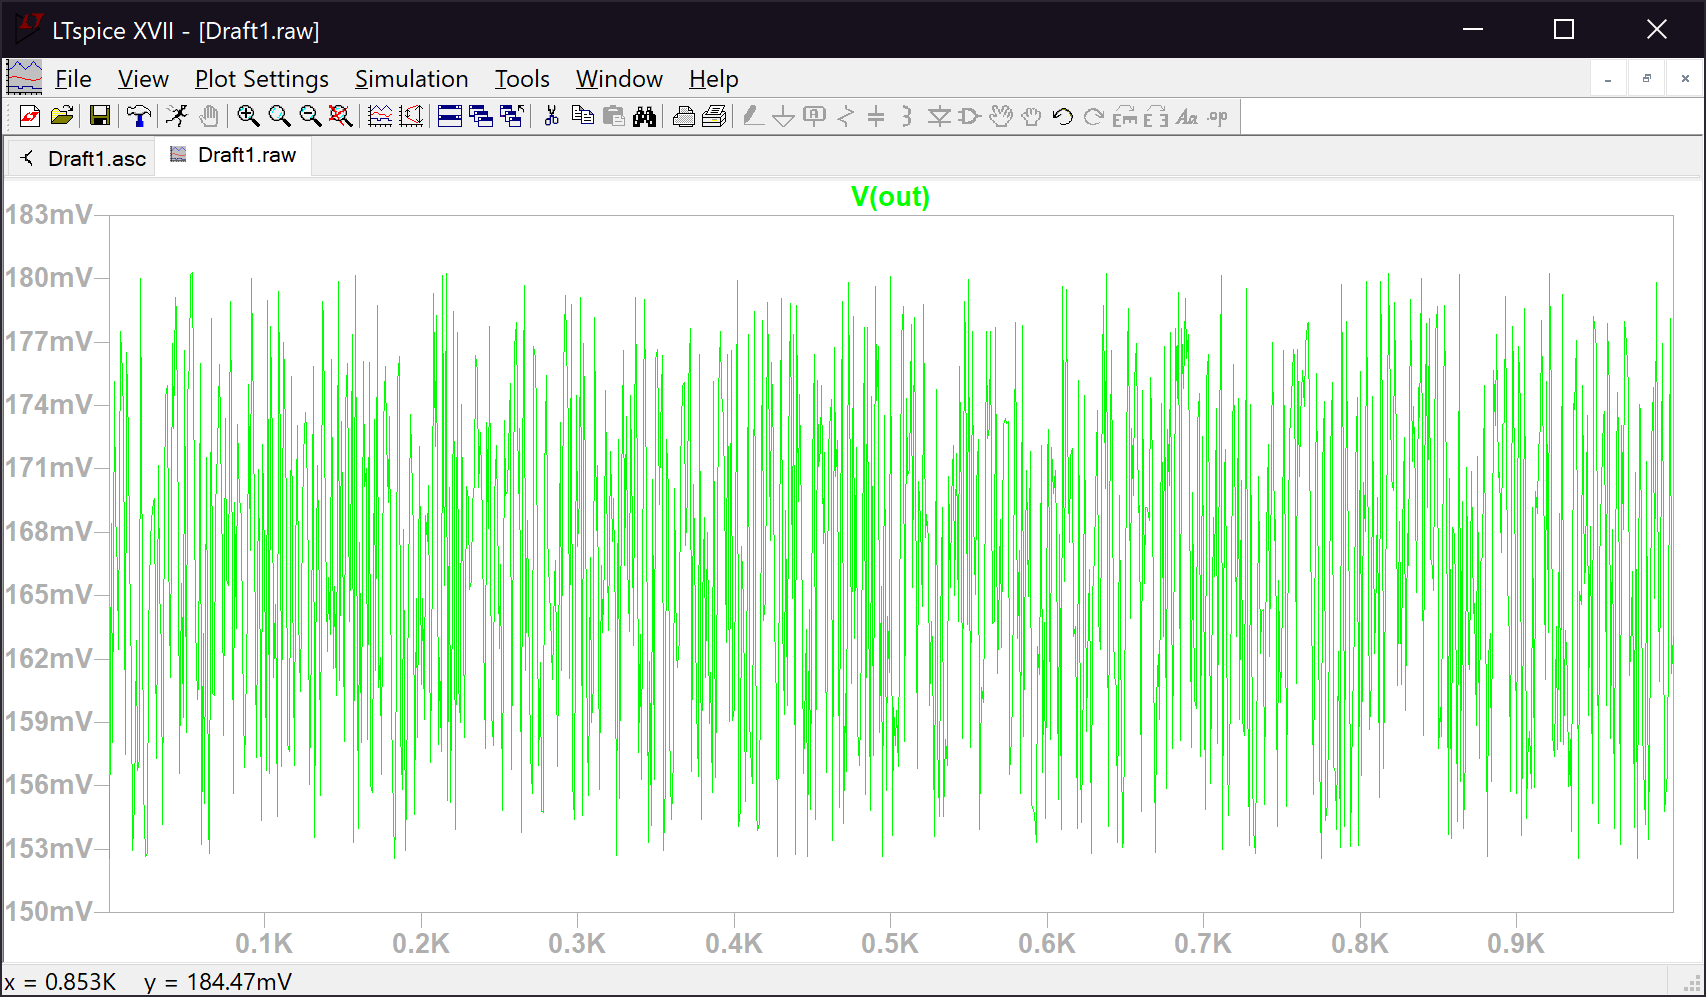 LTspice XVII - [Draft1.raw]
File View Plot Settings Simulation Tools Window Help
Draft1.asc Draft1.raw
V(out)
183mV
180mV
177mV
174mV
171mV
168mV
165mV
162mV
159mV
156mV
153mV
150mV
0.1K 0.2K 0.3K 0.4K 0.5K 0.6K 0.7K 0.8K 0.9K
x = 0.853K y = 184.47mV